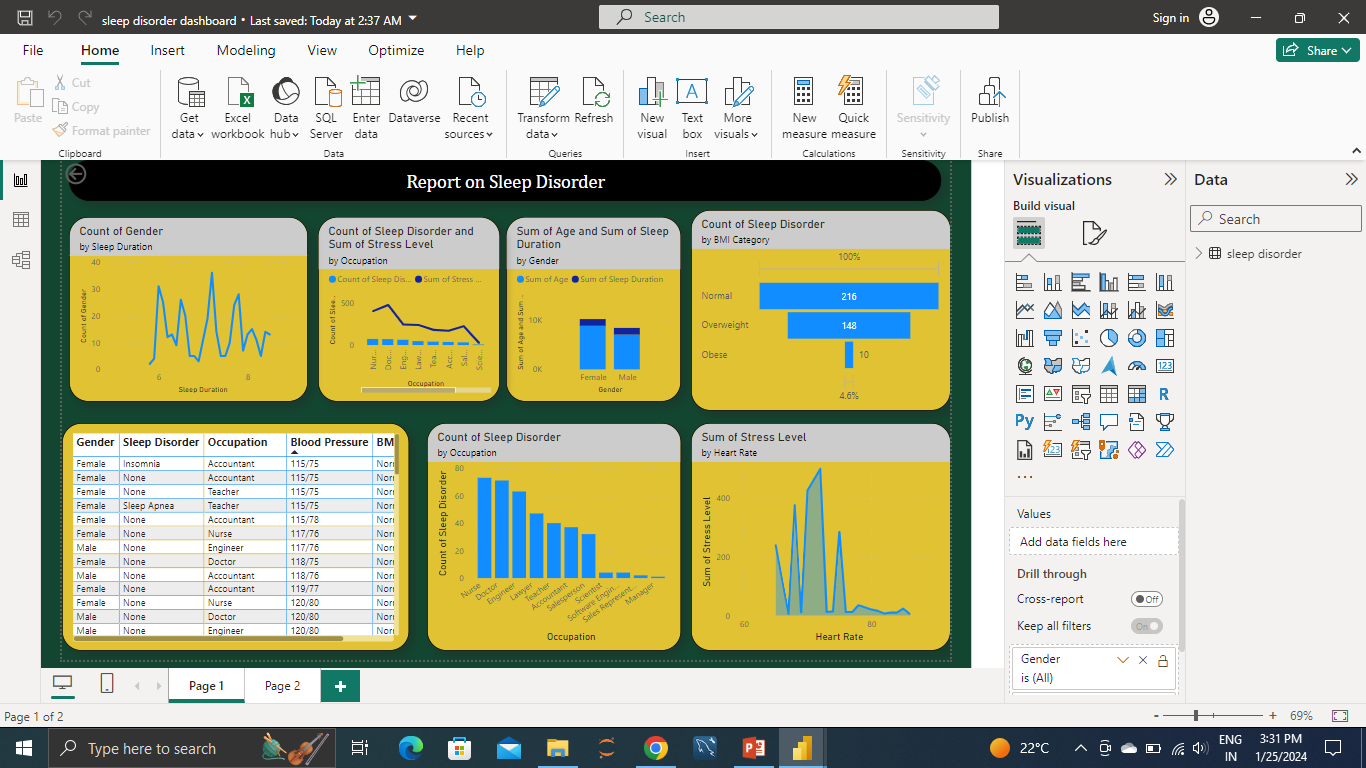 sleep disorder dashboard • Last saved: Today at 2:37 AM
Search
Sign in
File
Home
Insert
Modeling
View
Optimize
Help
Share
Paste
Cut
Copy
Format painter
Clipboard
Get data
Excel workbook
Data hub
SQL Server
Enter data
Dataverse
Recent sources
Data
Transform data
Refresh
Queries
New visual
Text box
More visuals
Insert
New measure
Quick measure
Calculations
Sensitivity
Sensitivity
Publish
Share
Report on Sleep Disorder
Count of Gender
by Sleep Duration
Count of Gender
40
30
20
10
0
6
8
Sleep Duration
Count of Sleep Disorder and
Sum of Stress Level
by Occupation
Count of Sleep Dis...
Sum of Stress ...
Count of Slee...
500
0
Nur...
Doc...
Eng...
Law...
Tea...
Acc...
Sal...
Scie...
Occupation
Sum of Age and Sum of Sleep
Duration
by Gender
Sum of Age
Sum of Sleep Duration
Sum of Age and Sum ...
10K
0K
Female
Male
Gender
Count of Sleep Disorder
by BMI Category
100%
Normal
216
Overweight
148
Obese
10
4.6%
Gender Sleep Disorder Occupation Blood Pressure BM
Female Insomnia Accountant 115/75 Nor
Female None Accountant 115/75 Nor
Female None Teacher 115/75 Nor
Female Sleep Apnea Teacher 115/75 Nor
Female None Accountant 115/78 Nor
Female None Nurse 117/76 Nor
Male None Engineer 117/76 Nor
Female None Doctor 118/75 Nor
Male None Accountant 118/76 Nor
Female None Accountant 119/77 Nor
Female None Nurse 120/80 Nor
Male None Doctor 120/80 Nor
Male None Engineer 120/80 Nor
Count of Sleep Disorder
by Occupation
Count of Sleep Disorder
80
60
40
20
0
Nurse
Doctor
Engineer
Lawyer
Teacher
Accountant
Salesperson
Scientist
Software Engin...
Sales Represent...
Manager
Occupation
Sum of Stress Level
by Heart Rate
Sum of Stress Level
400
200
0
60
80
Heart Rate
Visualizations
Build visual
R
Py
123
123
...
Values
Add data fields here
Drill through
Cross-report
Off
Keep all filters
On
Gender
is (All)
Data
Search
sleep disorder
Page 1
Page 2
Page 1 of 2
- + 69%
Type here to search
22°C
ENG
IN
3:31 PM
1/25/2024